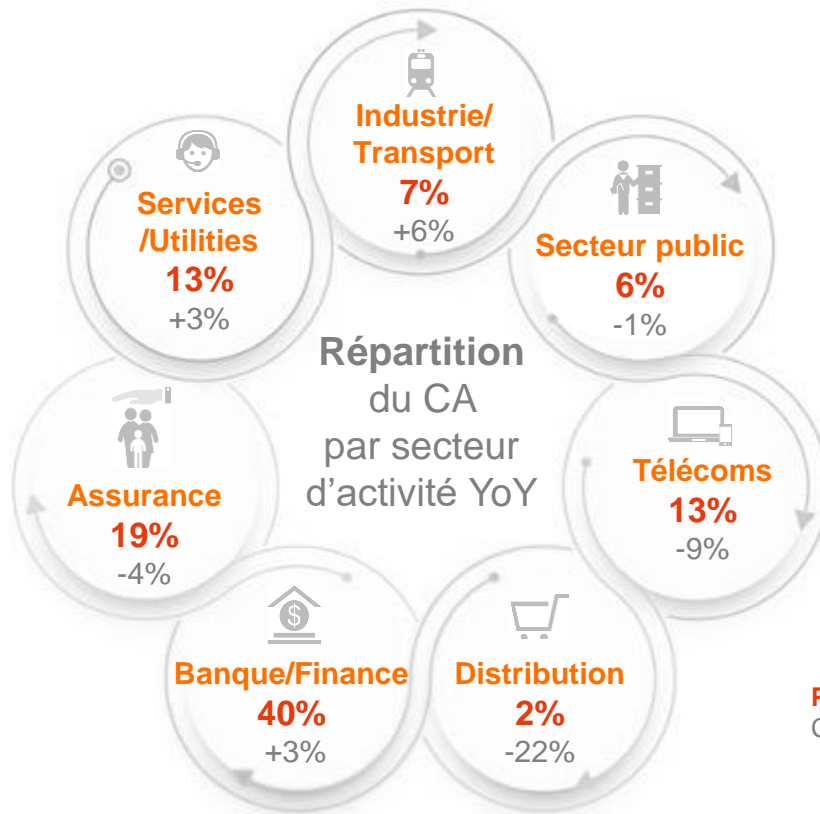 Industrie/
Transport
7%
+6%
Services
/Utilities
13%
+3%
Secteur public
6%
-1%
Répartition
du CA
par secteur
d'activité YoY
Télécoms
13%
-9%
Assurance
19%
-4%
Banque/Finance
40%
+3%
Distribution
2%
-22%